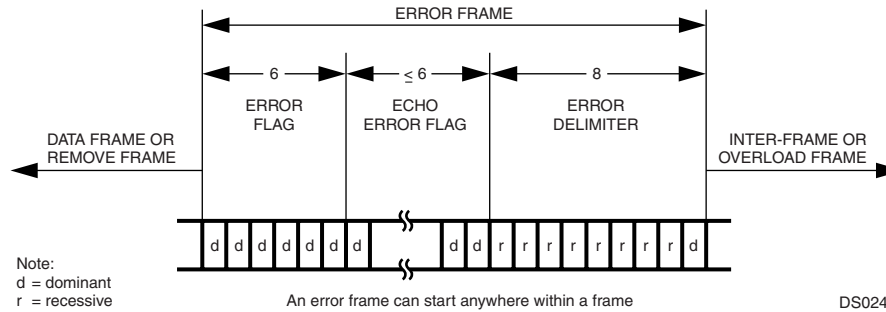 ERROR FRAME
6
≤ 6
8
ERROR
FLAG
ECHO
ERROR FLAG
ERROR
DELIMITER
DATA FRAME OR
REMOVE FRAME
INTER-FRAME OR
OVERLOAD FRAME
d d d d d d d d d r r r r r r r d
Note:
d = dominant
r = recessive
An error frame can start anywhere within a frame
DS024